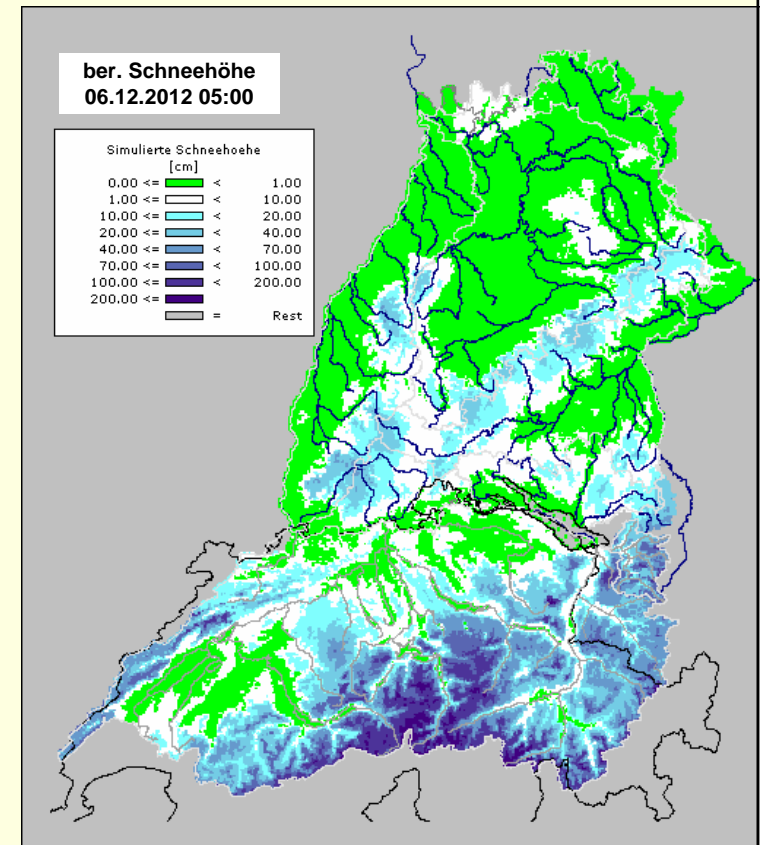 ber. Schneehöhe
06.12.2012 05:00
Simulierte Schneehoehe
[cm]
0.00 <= < 1.00
1.00 <= < 10.00
10.00 <= < 20.00
20.00 <= < 40.00
40.00 <= < 70.00
70.00 <= < 100.00
100.00 <= < 200.00
200.00 <=
= Rest